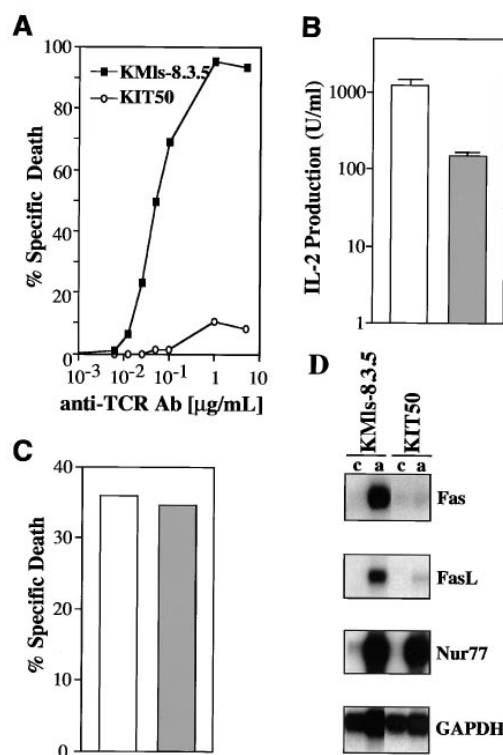 A
KMls-8.3.5
KIT50
100
80
60
40
20
10
0
% Specific Death
10-3 10-2 10-1 100 101
anti-TCR Ab [μg/mL]
B
1000
100
10
1
IL-2 Production (U/ml)
C
40
30
20
10
0
% Specific Death
D
KMls-8.3.5
KIT50
c a c a
Fas
FasL
Nur77
GAPDH